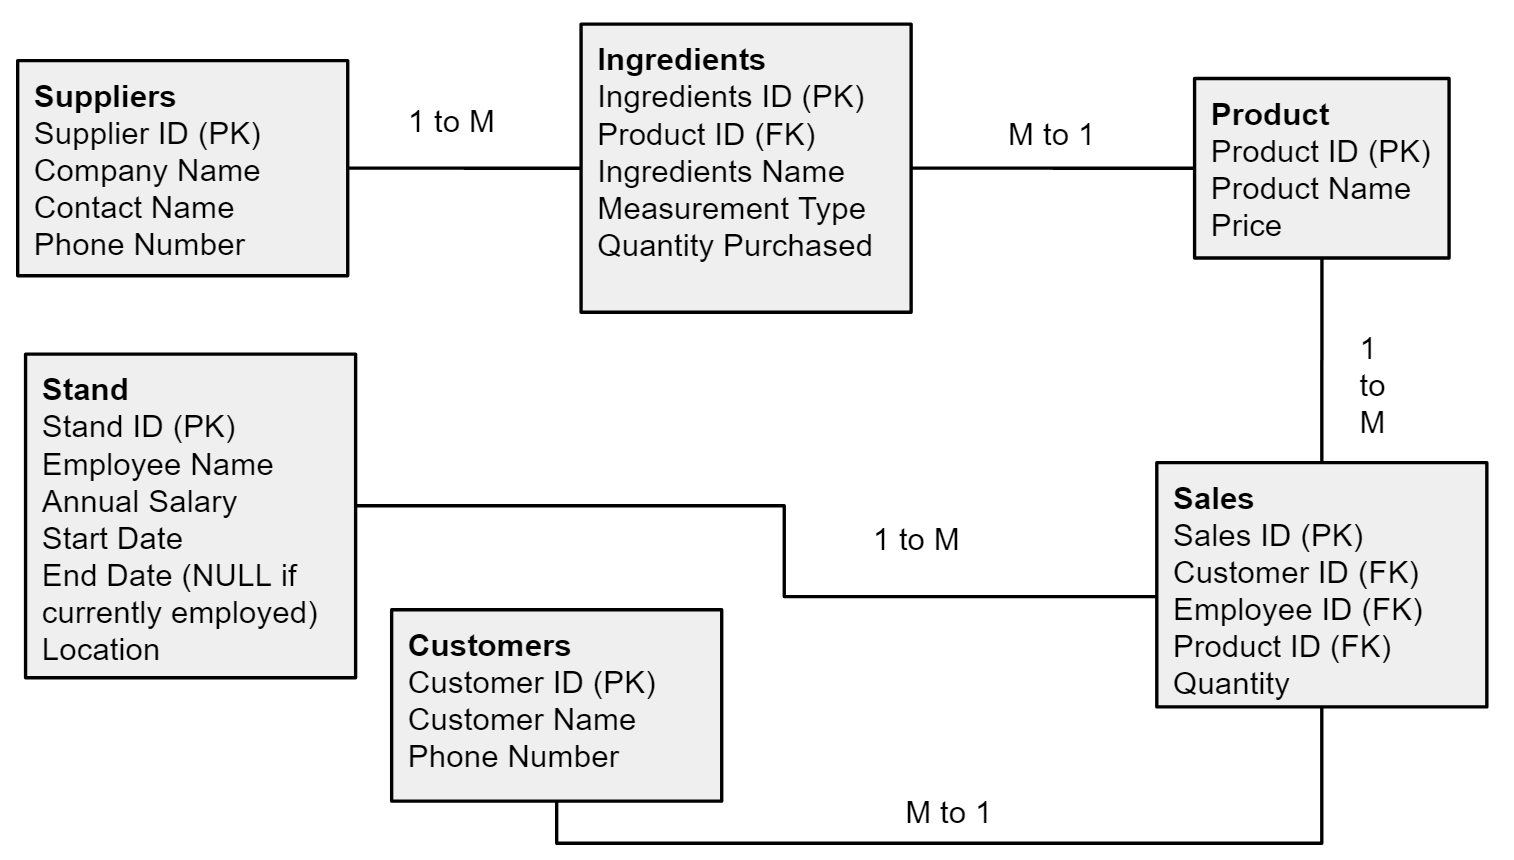 Suppliers
Supplier ID (PK)
Company Name
Contact Name
Phone Number
1 to M
Ingredients
Ingredients ID (PK)
Product ID (FK)
Ingredients Name
Measurement Type
Quantity Purchased
M to 1
Product
Product ID (PK)
Product Name
Price
1
to
M
Stand
Stand ID (PK)
Employee Name
Annual Salary
Start Date
End Date (NULL if
currently employed)
Location
1 to M
Sales
Sales ID (PK)
Customer ID (FK)
Employee ID (FK)
Product ID (FK)
Quantity
Customers
Customer ID (PK)
Customer Name
Phone Number
M to 1